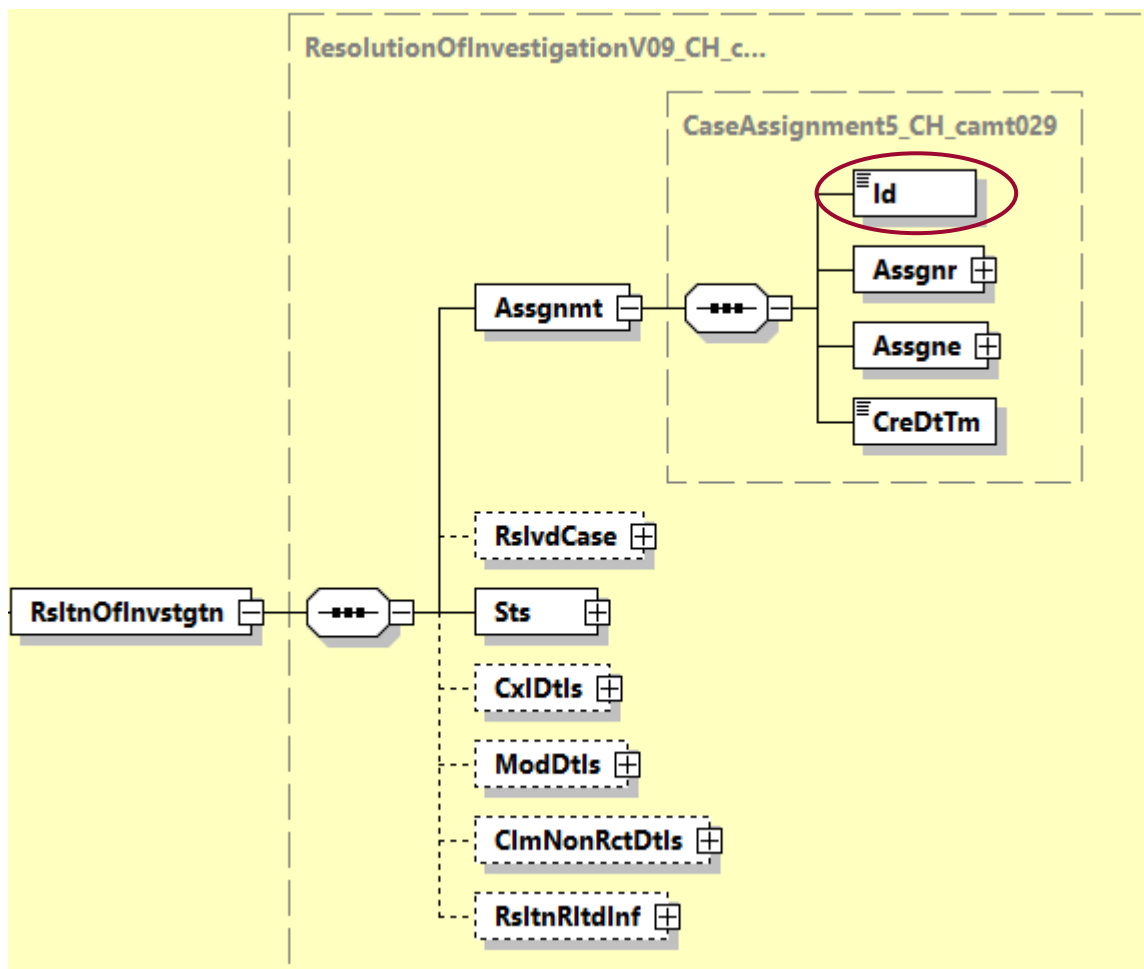 ResolutionOfInvestigationV09_CH_c...
CaseAssignment5_CH_camt029
Id
Assgnr
Assgnmt
Assgne
CreDtTm
RslvdCase
RsltnOfInvstgtn
Sts
CxlDtls
ModDtls
ClmNonRctDtls
RsltnRltdInf